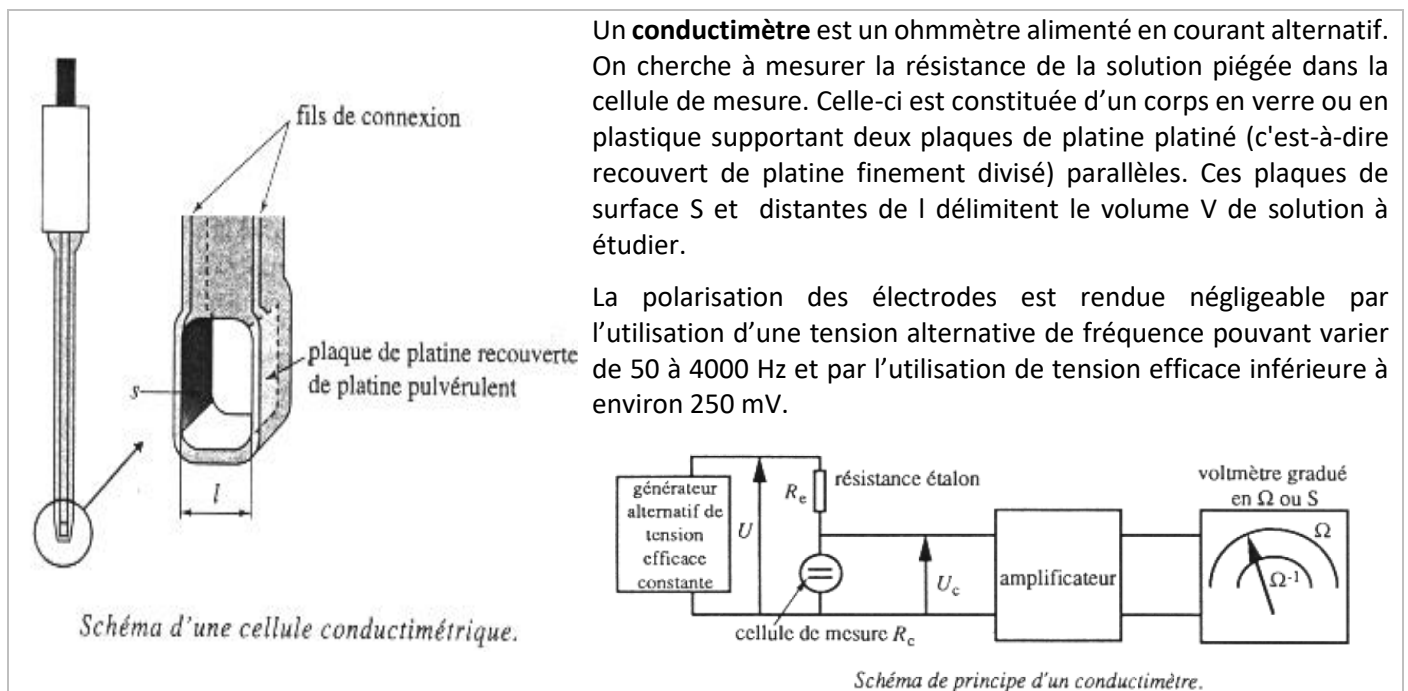 fils de connexion
plaque de platine recouverte
de platine pulvérulent
s
l
Schéma d'une cellule conductimétrique.
Un conductimètre est un ohmmètre alimenté en courant alternatif.
On cherche à mesurer la résistance de la solution piégée dans la
cellule de mesure. Celle-ci est constituée d’un corps en verre ou en
plastique supportant deux plaques de platine platiné (c'est-à-dire
recouvert de platine finement divisé) parallèles. Ces plaques de
surface S et distantes de l délimitent le volume V de solution à
étudier.
La polarisation des électrodes est rendue négligeable par
l’utilisation d’une tension alternative de fréquence pouvant varier
de 50 à 4000 Hz et par l’utilisation de tension efficace inférieure à
environ 250 mV.
générateur
alternatif de
tension
efficace
constante
U
Re
résistance étalon
Uc
cellule de mesure Rc
amplificateur
voltmètre gradué
en Ω ou S
Ω
Ω-1
Schéma de principe d'un conductimètre.